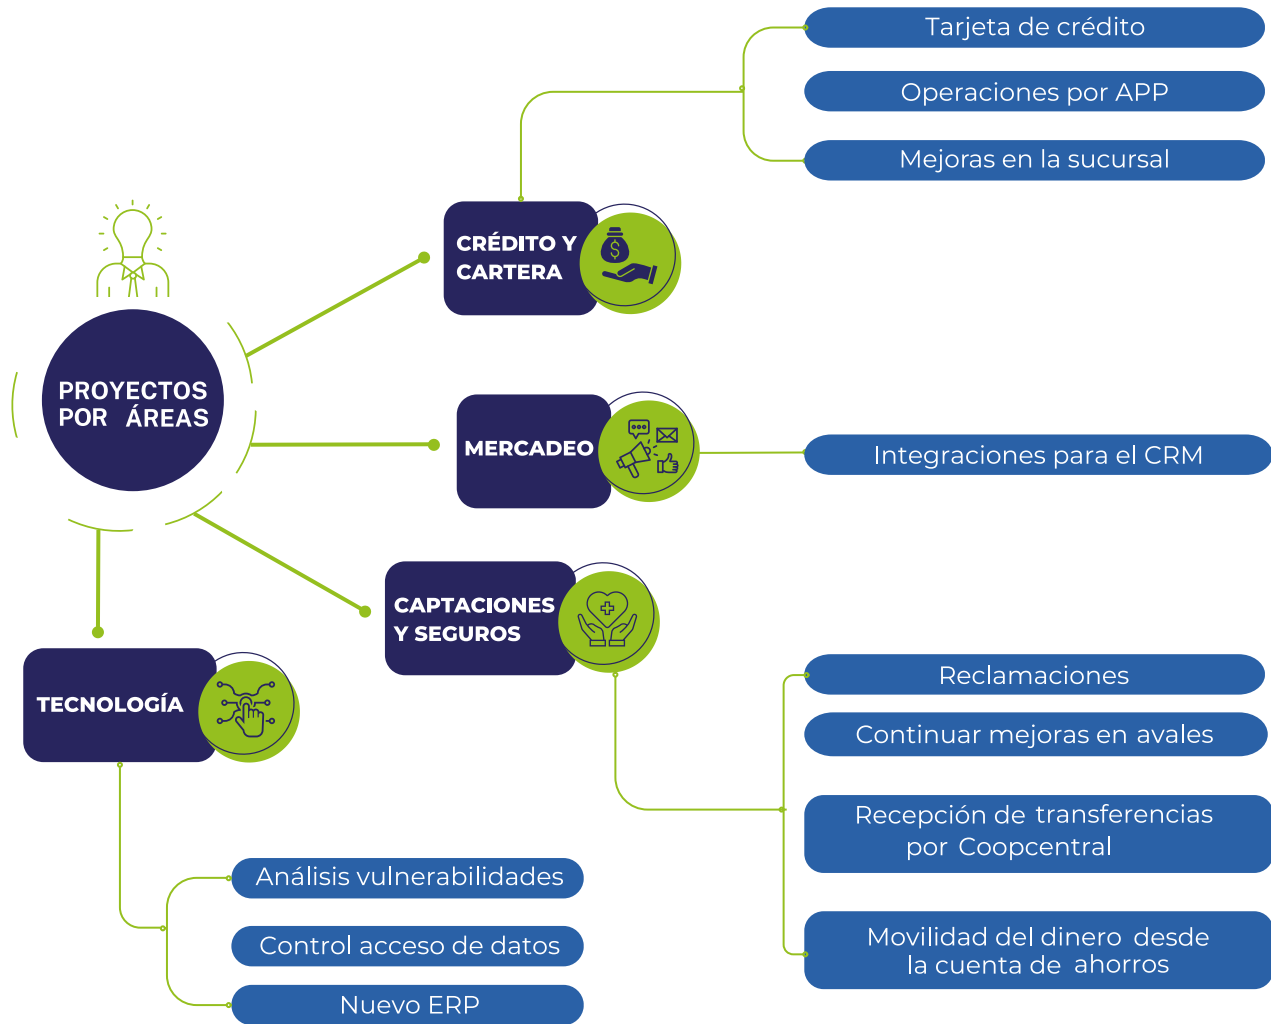 PROYECTOS
POR ÁREAS
CRÉDITO Y
CARTERA
Tarjeta de crédito
Operaciones por APP
Mejoras en la sucursal
MERCADEO
Integraciones para el CRM
CAPTACIONES
Y SEGUROS
Reclamaciones
Continuar mejoras en avales
Recepción de transferencias
por Coopcentral
Movilidad del dinero desde
la cuenta de ahorros
TECNOLOGÍA
Análisis vulnerabilidades
Control acceso de datos
Nuevo ERP